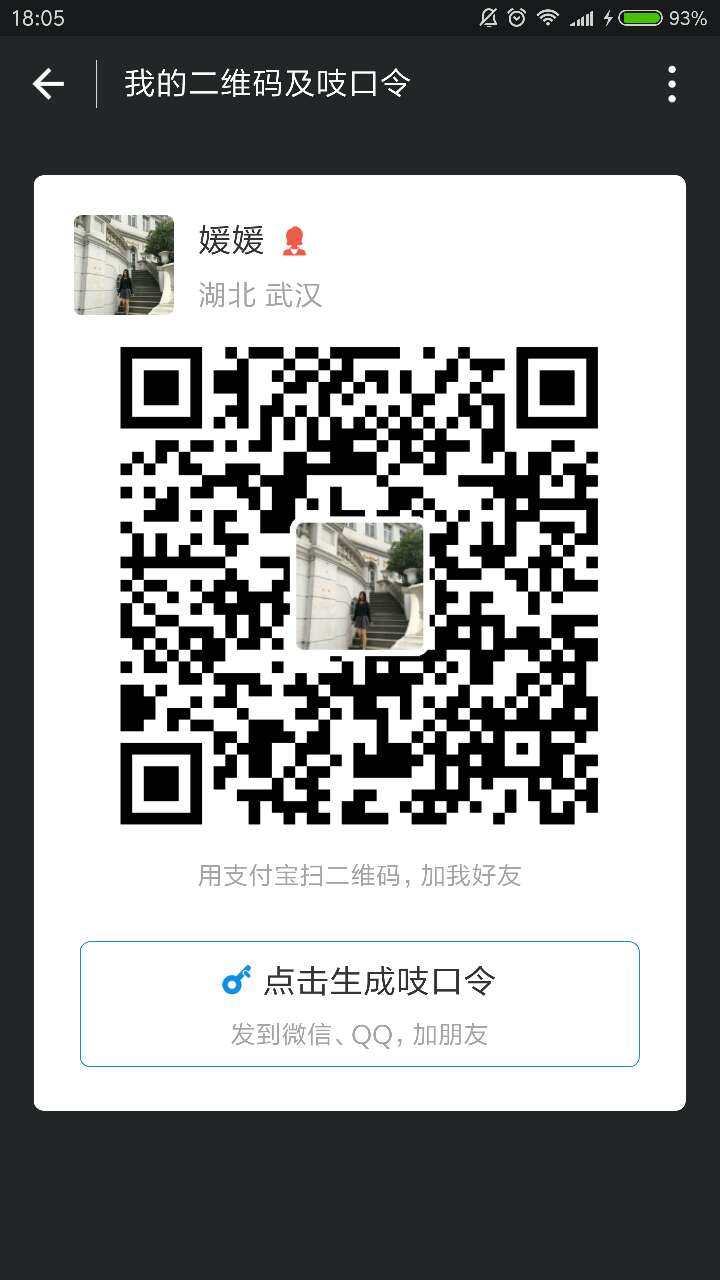 18:05
93%
我的二维码及吱口令
媛媛
湖北 武汉
用支付宝扫二维码，加我好友
点击生成吱口令
发到微信、QQ，加朋友